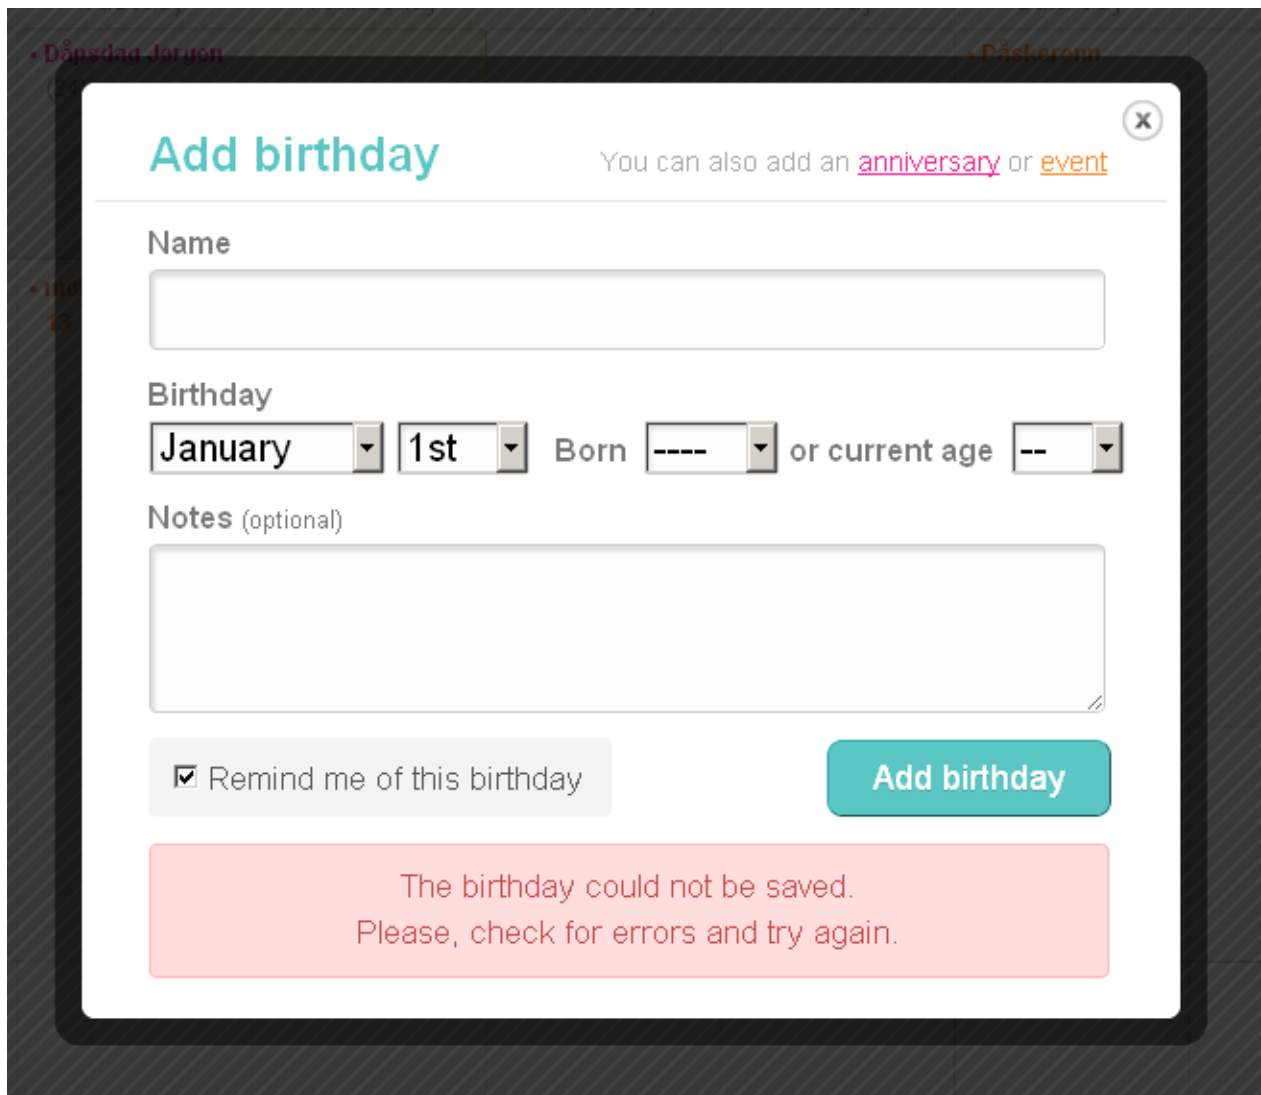 • Dåpsdag Jørgen
Add birthday
You can also add an anniversary or event
Name
Birthday
January 1st Born ---- or current age --
Notes (optional)
Remind me of this birthday
Add birthday
The birthday could not be saved.
Please, check for errors and try again.